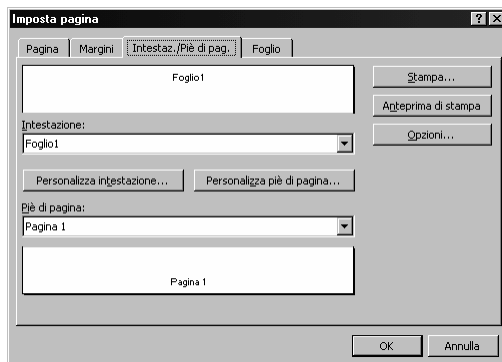 Imposta pagina
Pagina Margini Intestaz./Piè di pag. Foglio
Foglio1
Stampa...
Anteprima di stampa
Intestazione:
Opzioni...
Foglio1
Personalizza intestazione... Personalizza piè di pagina...
Piè di pagina:
Pagina 1
Pagina 1
OK Annulla